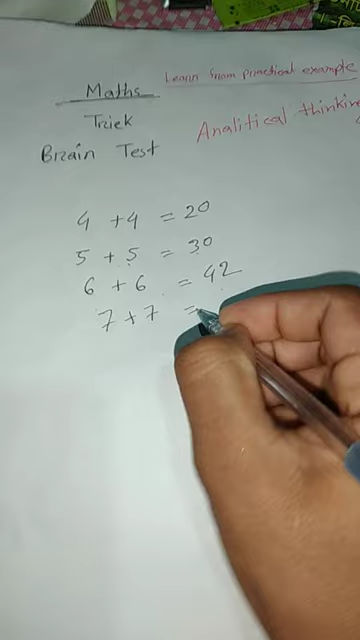 Learn from practical example
Maths
Trick
Analitical thinking
Brain Test
4 + 4 = 20
5 + 5 = 30
6 + 6 = 42
7 + 7 =